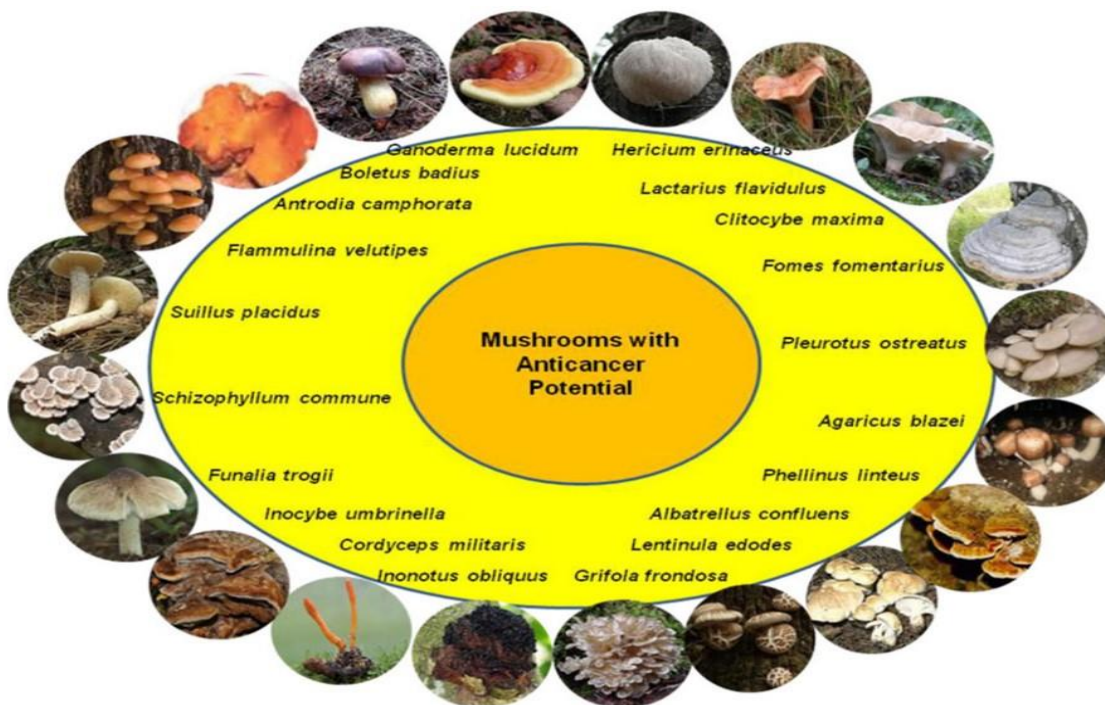 Ganoderma lucidum
Hericium erinaceus
Boletus badius
Lactarius flavidulus
Antrodia camphorata
Clitocybe maxima
Flammulina velutipes
Fomes fomentarius
Suillus placidus
Mushrooms with
Anticancer
Potential
Pleurotus ostreatus
Schizophyllum commune
Agaricus blazei
Funalia trogii
Phellinus linteus
Inocybe umbrinella
Albatrellus confluens
Cordyceps militaris
Lentinula edodes
Inonotus obliquus
Grifola frondosa